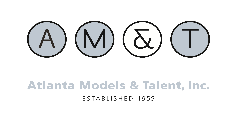 A M & T
Atlanta Models & Talent, Inc.
ESTABLISHED 1959